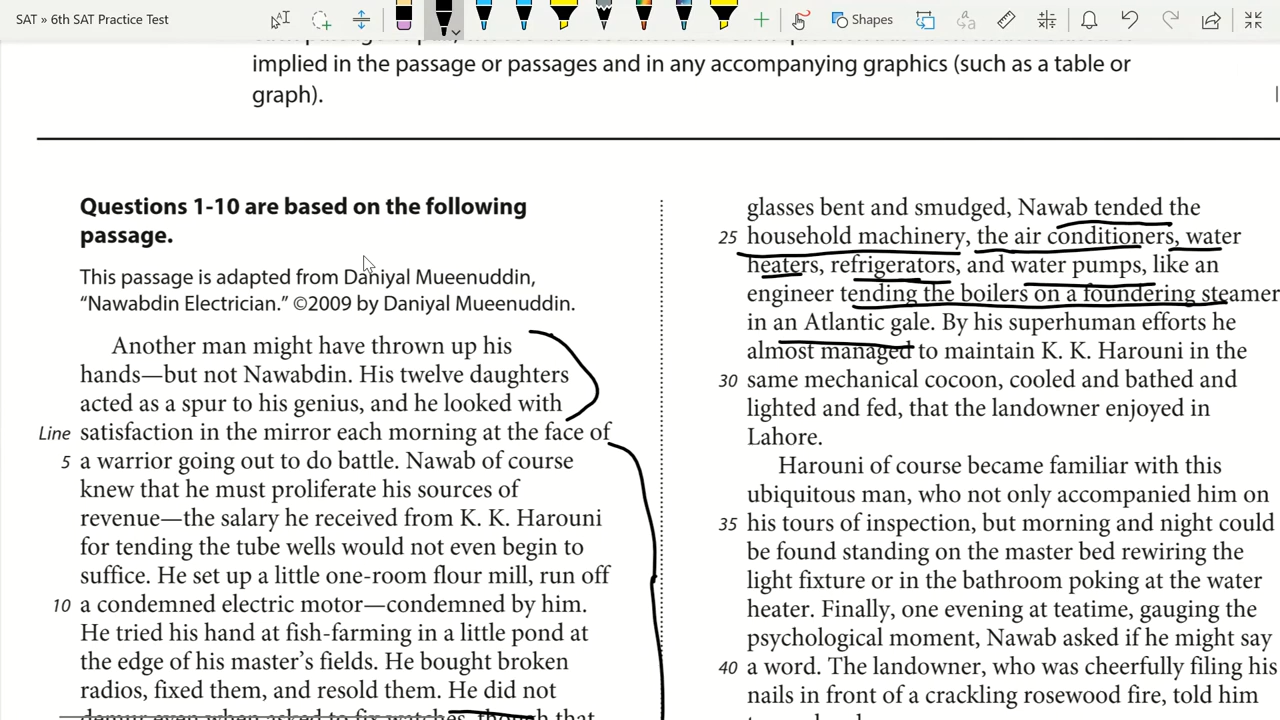 SAT » 6th SAT Practice Test
Shapes
implied in the passage or passages and in any accompanying graphics (such as a table or
graph).
Questions 1-10 are based on the following
passage.
This passage is adapted from Daniyal Mueenuddin,
“Nawabdin Electrician.” ©2009 by Daniyal Mueenuddin.
Another man might have thrown up his
hands—but not Nawabdin. His twelve daughters
acted as a spur to his genius, and he looked with
Line satisfaction in the mirror each morning at the face of
5 a warrior going out to do battle. Nawab of course
knew that he must proliferate his sources of
revenue—the salary he received from K. K. Harouni
for tending the tube wells would not even begin to
suffice. He set up a little one-room flour mill, run off
10 a condemned electric motor—condemned by him.
He tried his hand at fish-farming in a little pond at
the edge of his master’s fields. He bought broken
radios, fixed them, and resold them. He did not
demur even when asked to fix watches, though that
glasses bent and smudged, Nawab tended the
25 household machinery, the air conditioners, water
heaters, refrigerators, and water pumps, like an
engineer tending the boilers on a foundering steamer
in an Atlantic gale. By his superhuman efforts he
almost managed to maintain K. K. Harouni in the
30 same mechanical cocoon, cooled and bathed and
lighted and fed, that the landowner enjoyed in
Lahore.
Harouni of course became familiar with this
ubiquitous man, who not only accompanied him on
35 his tours of inspection, but morning and night could
be found standing on the master bed rewiring the
light fixture or in the bathroom poking at the water
heater. Finally, one evening at teatime, gauging the
psychological moment, Nawab asked if he might say
40 a word. The landowner, who was cheerfully filing his
nails in front of a crackling rosewood fire, told him